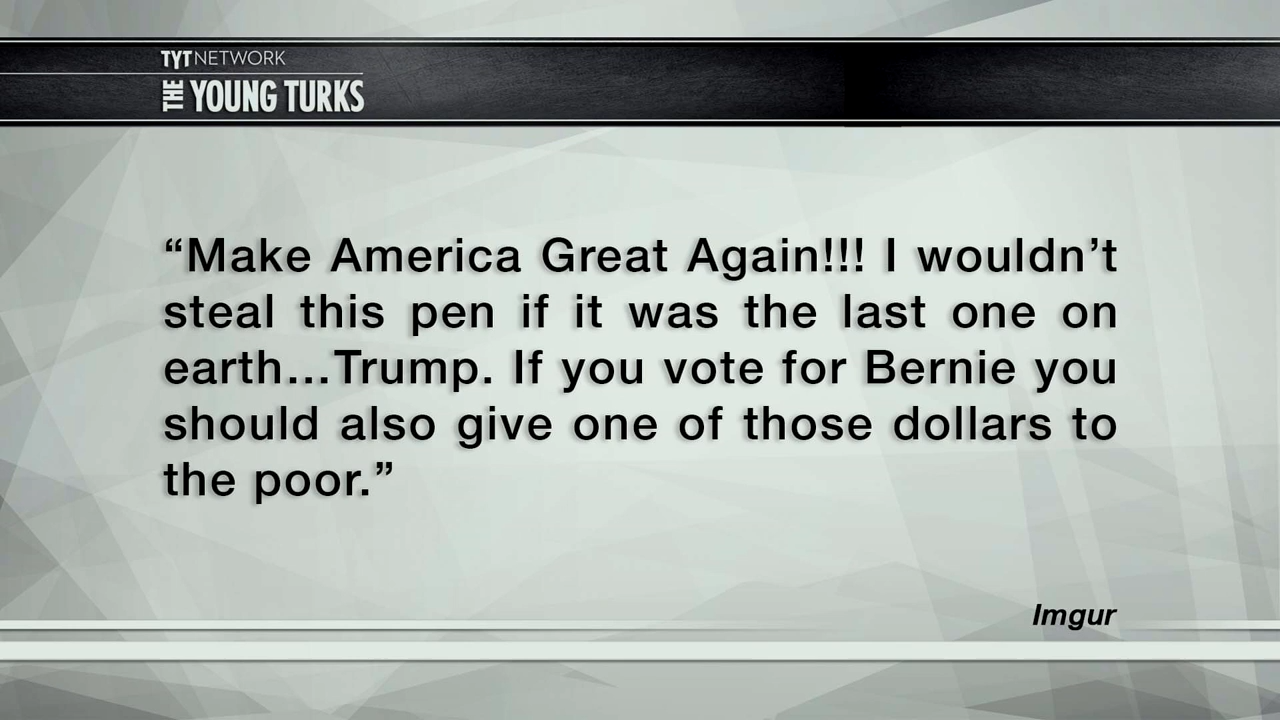 TYTNETWORK
THE YOUNG TURKS
“Make America Great Again!!! I wouldn’t
steal this pen if it was the last one on
earth...Trump. If you vote for Bernie you
should also give one of those dollars to
the poor.”
Imgur